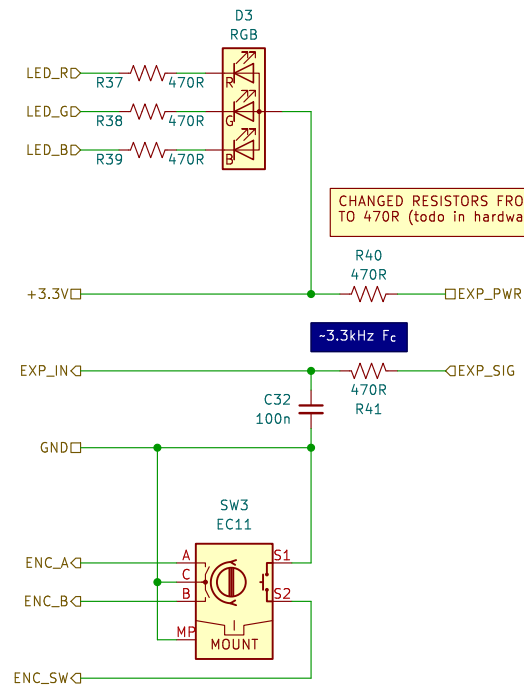 D3
RGB
LED_R
R37
470R
R
LED_G
R38
470R
G
LED_B
R39
470R
B
CHANGED RESISTORS FRO
TO 470R (todo in hardwa
R40
470R
+3.3V
EXP_PWR
~3.3kHz Fc
EXP_IN
EXP_SIG
470R
R41
C32
100n
GND
SW3
EC11
ENC_A
A
S1
C
ENC_B
B
S2
MP
MOUNT
ENC_SW